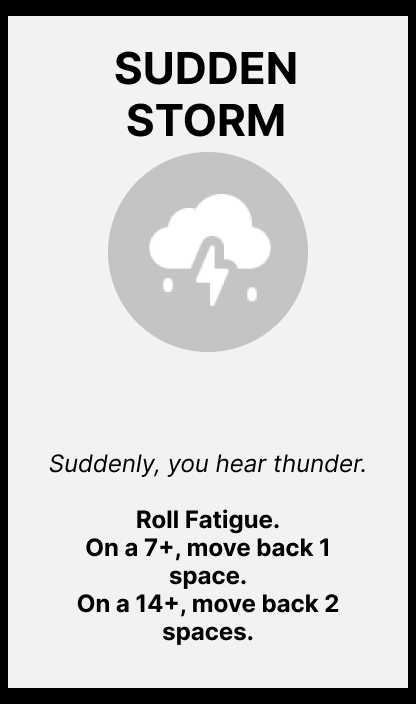 SUDDEN
STORM
Suddenly, you hear thunder.
Roll Fatigue.
On a 7+, move back 1
space.
On a 14+, move back 2
spaces.